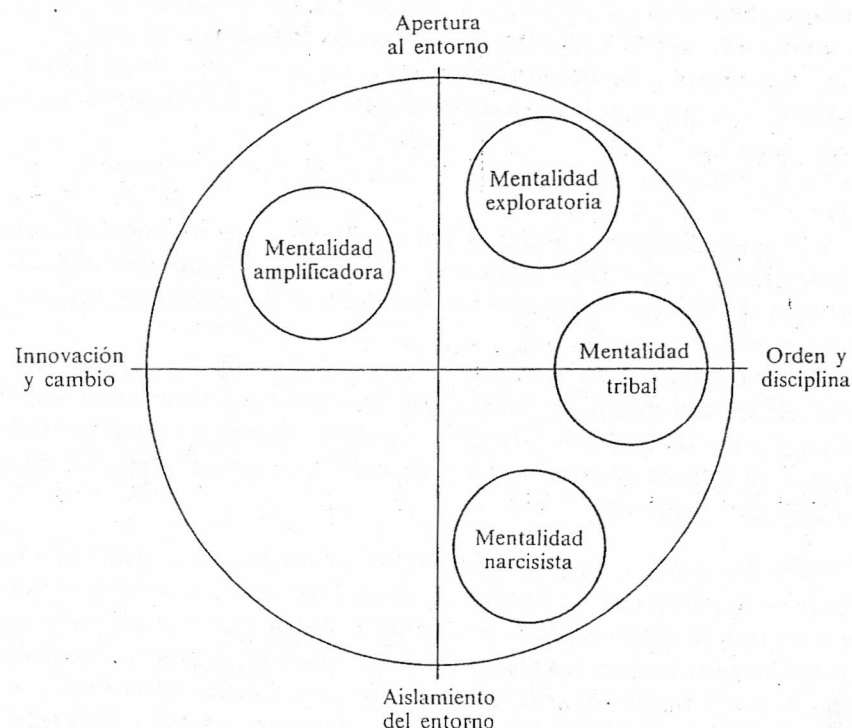 Apertura
al entorno
Mentalidad
exploratoria
Mentalidad
amplificadora
Innovación
y cambio
Mentalidad
tribal
Orden y
disciplina
Mentalidad
narcisista
Aislamiento
del entorno